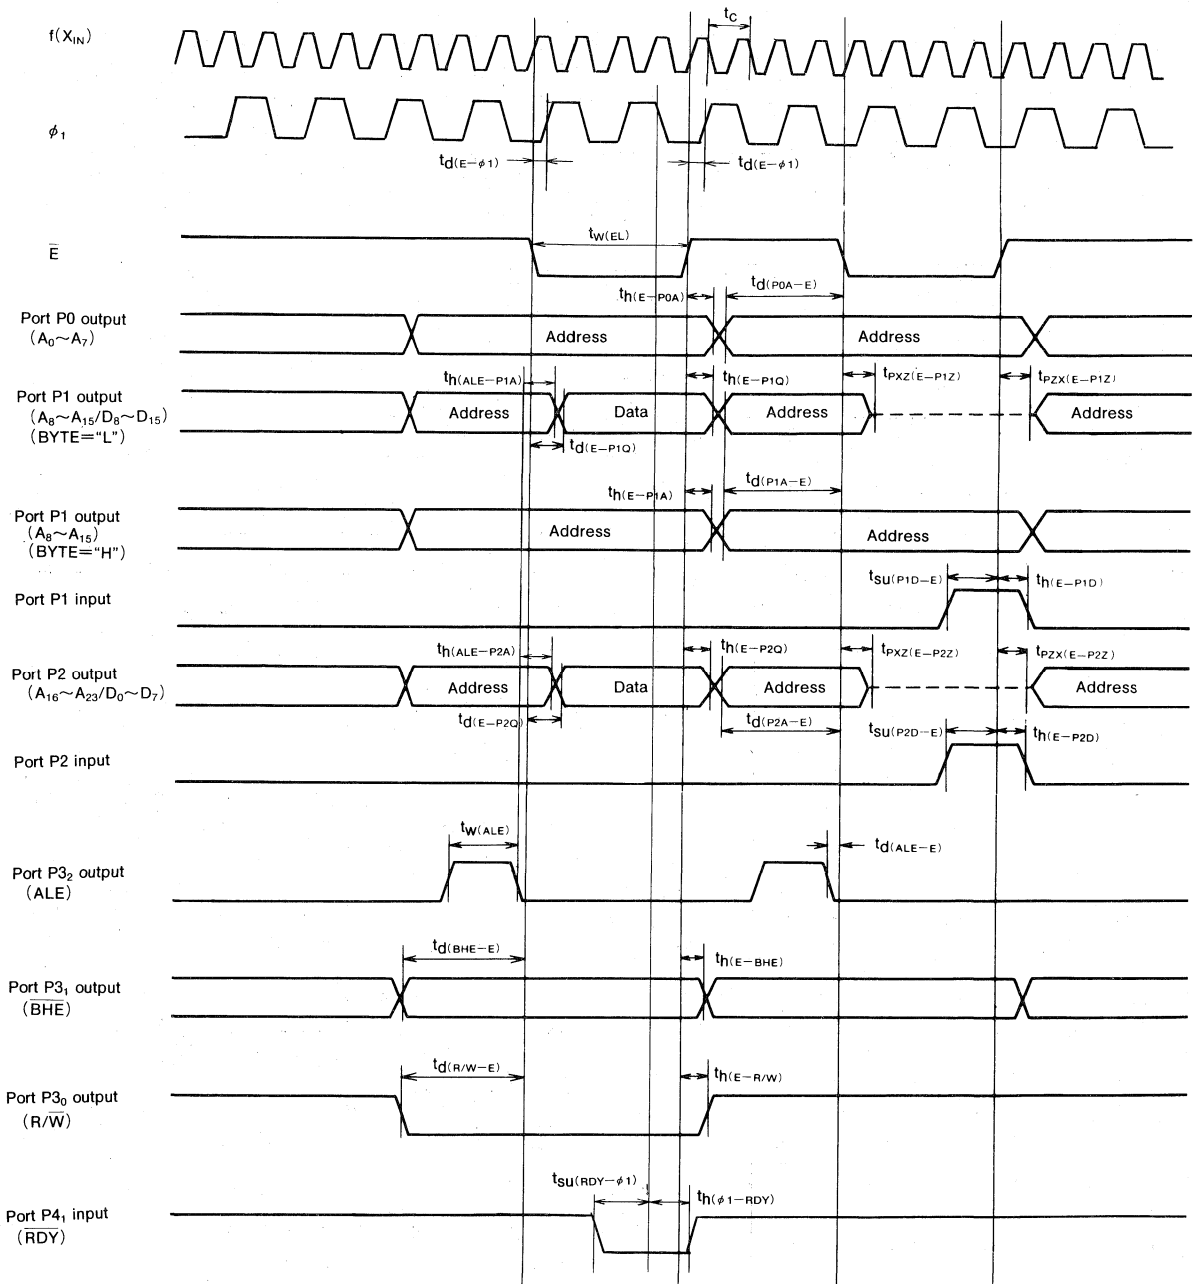 tC
f(XIN)
φ1
td(E−φ1)
td(E−φ1)
E̅
tW(EL)
td(P0A−E)
th(E−P0A)
Port P0 output
(A0∼A7)
Address
Address
th(ALE−P1A)
th(E−P1Q)
tPXZ(E−P1Z)
tPZX(E−P1Z)
Port P1 output
(A8∼A15/D8∼D15)
(BYTE=“L”)
Address
Data
Address
Address
td(E−P1Q)
td(P1A−E)
th(E−P1A)
Port P1 output
(A8∼A15)
(BYTE=“H”)
Address
Address
tsu(P1D−E)
th(E−P1D)
Port P1 input
th(ALE−P2A)
th(E−P2Q)
tPXZ(E−P2Z)
tPZX(E−P2Z)
Port P2 output
(A16∼A23/D0∼D7)
Address
Data
Address
Address
td(E−P2Q)
td(P2A−E)
tsu(P2D−E)
th(E−P2D)
Port P2 input
tW(ALE)
td(ALE−E)
Port P32 output
(ALE)
td(BHE−E)
th(E−BHE)
Port P31 output
(B̅H̅E̅)
td(R/W−E)
th(E−R/W)
Port P30 output
(R/W̅)
tsu(RDY−φ1)
th(φ1−RDY)
Port P41 input
(R̅D̅Y̅)